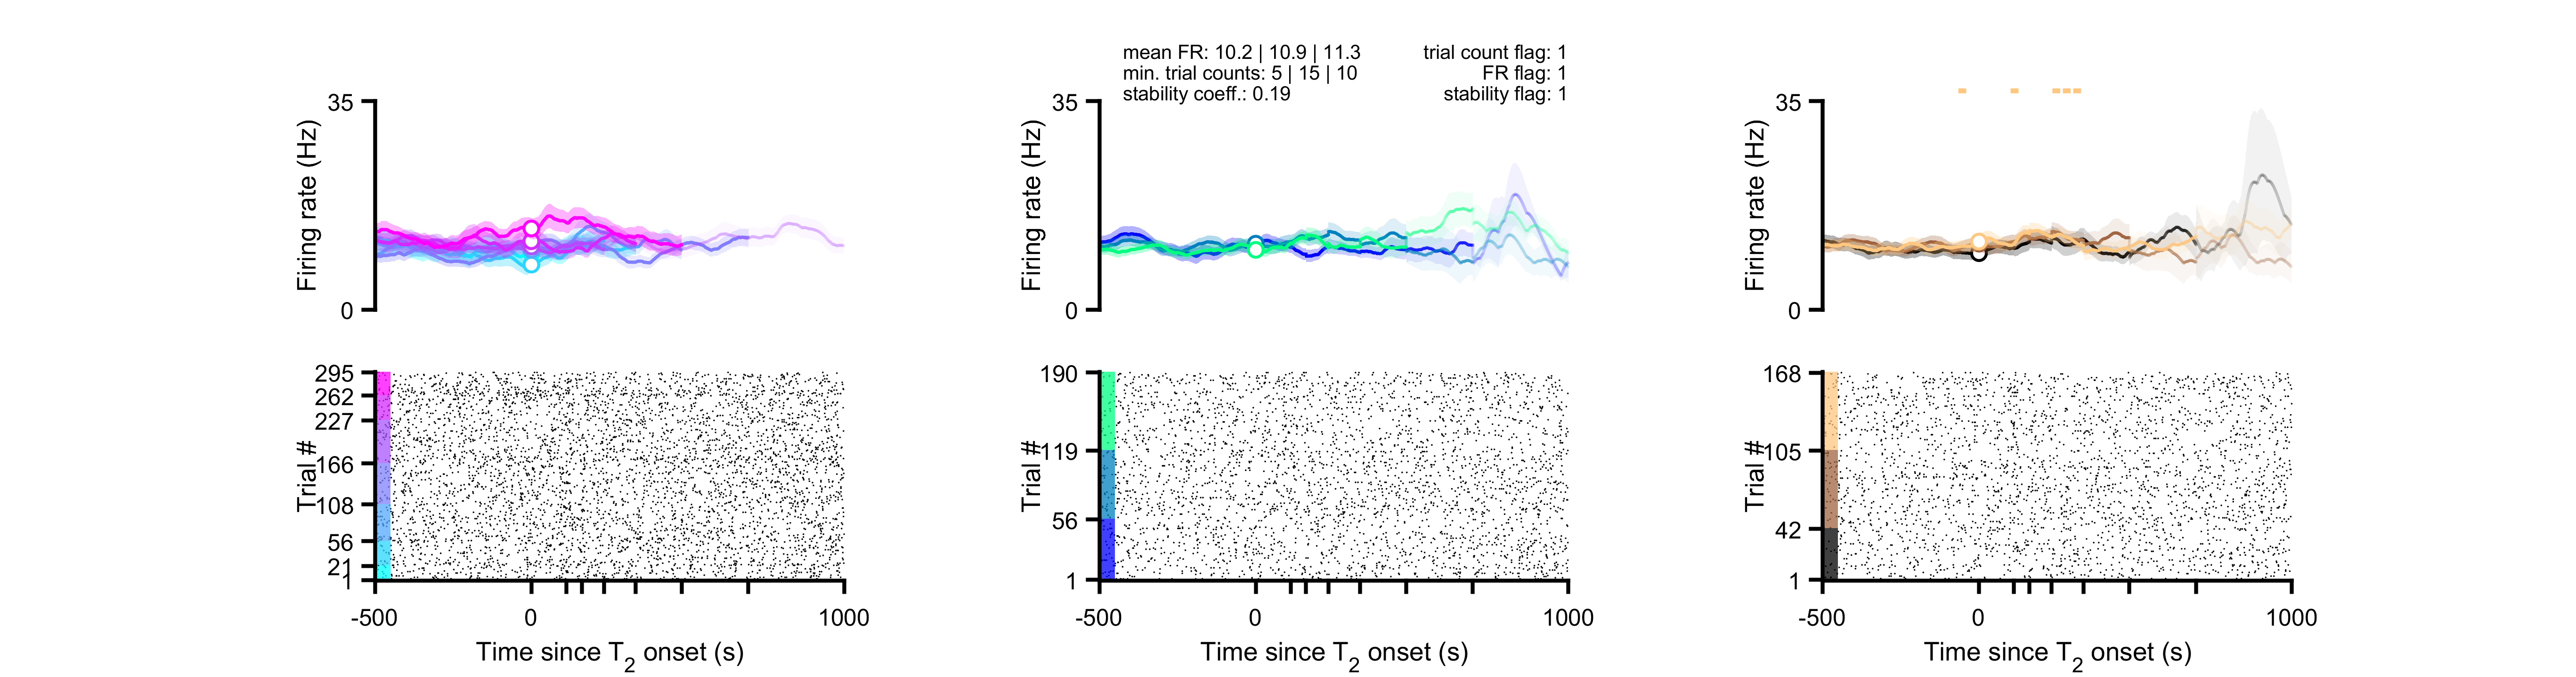 mean FR: 10.2 | 10.9 | 11.3
min. trial counts: 5 | 15 | 10
stability coeff.: 0.19
trial count flag: 1
FR flag: 1
stability flag: 1
35
0
Firing rate (Hz)
295
262
227
166
108
56
21
1
Trial #
-500
0
1000
Time since T2 onset (s)
35
0
Firing rate (Hz)
190
119
56
1
Trial #
-500
0
1000
Time since T2 onset (s)
35
0
Firing rate (Hz)
168
105
42
1
Trial #
-500
0
1000
Time since T2 onset (s)